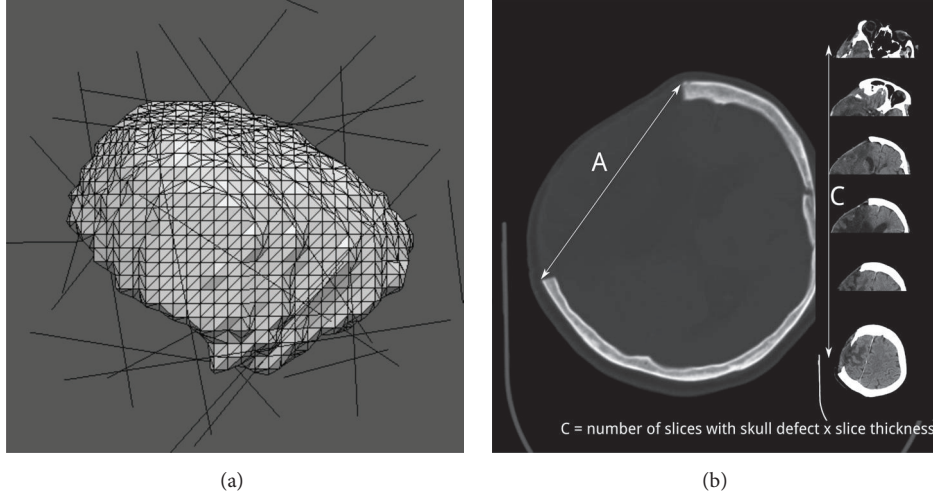 A
C
C = number of slices with skull defect x slice thickness
(a)
(b)